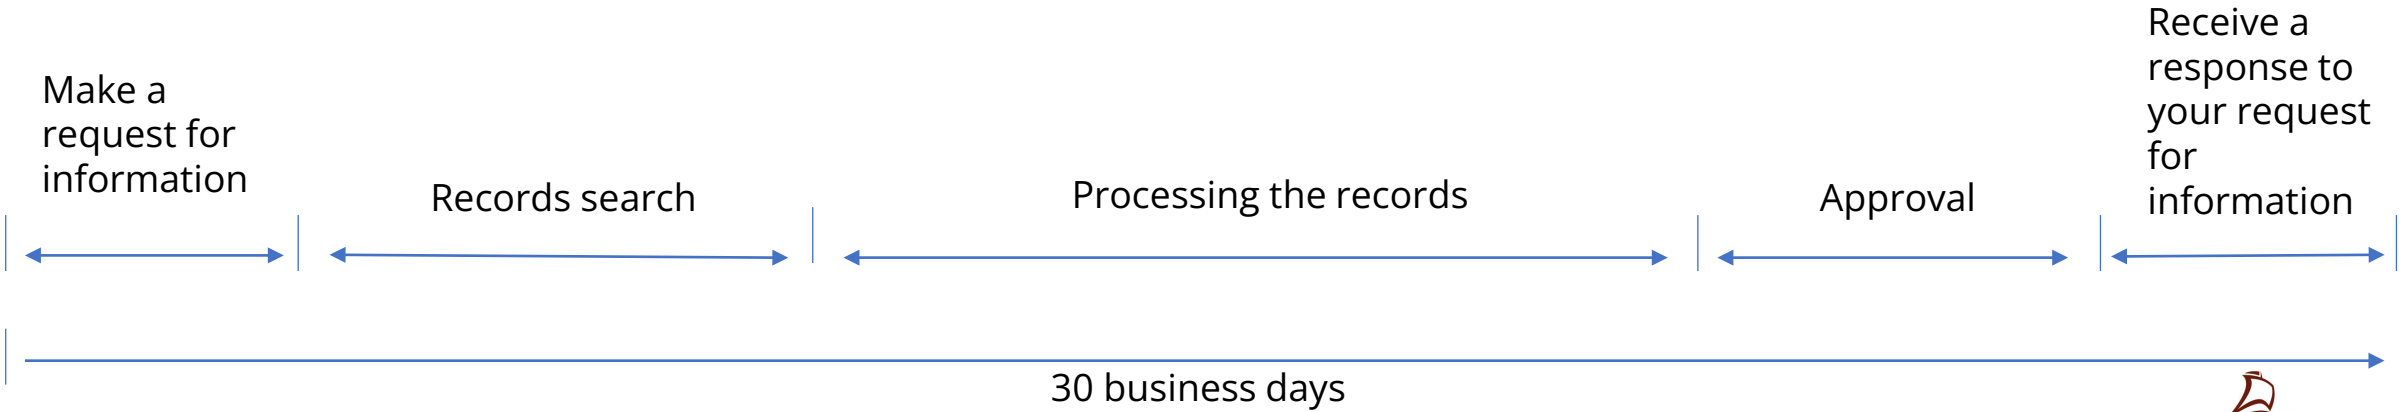 Make a
request for
information
Records search
Processing the records
Approval
Receive a
response to
your request
for
information
30 business days